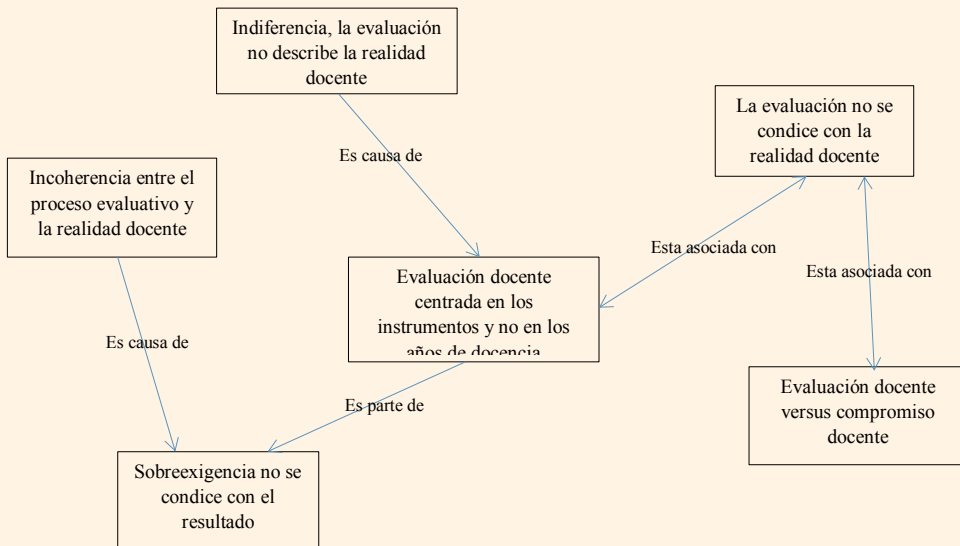 Indiferencia, la evaluación
no describe la realidad
docente
La evaluación no se
condice con la
realidad docente
Es causa de
Incoherencia entre el
proceso evaluativo y
la realidad docente
Esta asociada con
Esta asociada con
Evaluación docente
centrada en los
instrumentos y no en los
años de docencia
Es causa de
Es parte de
Evaluación docente
versus compromiso
docente
Sobreexigencia no se
condice con el
resultado